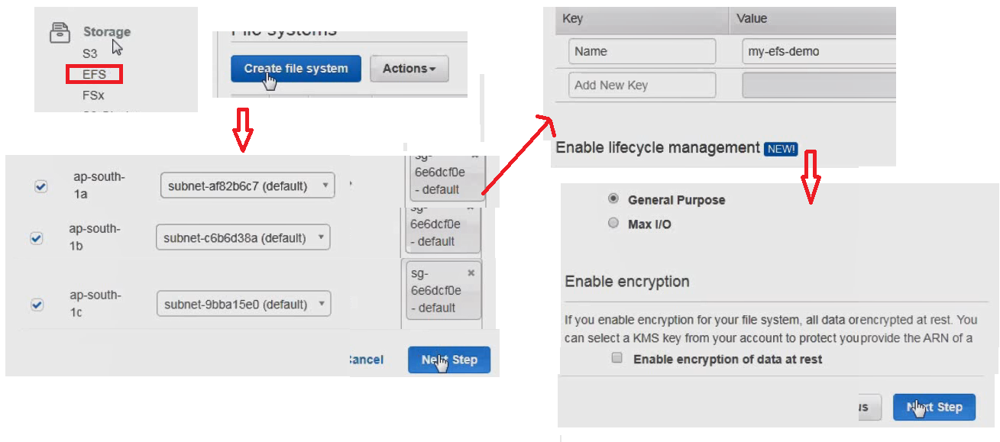 Storage
S3
EFS
FSx
File systems
Create file system
Actions
ap-south-
1a
subnet-af82b6c7 (default)
sg-
6e6dcf0e
- default
ap-south-
1b
subnet-c6b6d38a (default)
sg-
6e6dcf0e
- default
ap-south-
1c
subnet-9bba15e0 (default)
sg-
6e6dcf0e
- default
Cancel
Next Step
Key Value
Name my-efs-demo
Add New Key
Enable lifecycle management NEW!
General Purpose
Max I/O
Enable encryption
If you enable encryption for your file system, all data orencrypted at rest. You
can select a KMS key from your account to protect youprovide the ARN of a
Enable encryption of data at rest
us
Next Step